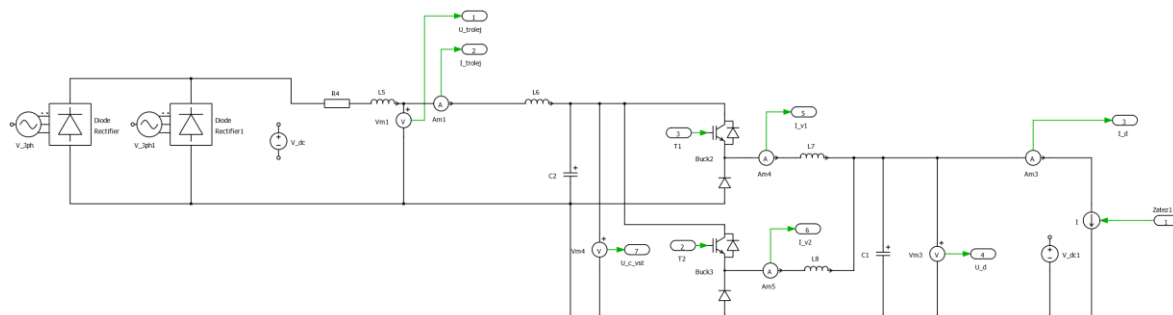 1
U_trolej
2
I_trolej
R4
L5
Am1
L6
V
Vm1
A
Diode
Rectifier
V_3ph
Diode
Rectifier1
V_3ph1
V_dc
C2
3
T1
Buck2
5
I_v1
A
Am4
L7
3
I_d
A
Am3
Zatez1
1
I
V
Vm4
7
U_c_vst
2
T2
Buck3
6
I_v2
A
Am5
L8
C1
V
Vm3
4
U_d
V_dc1